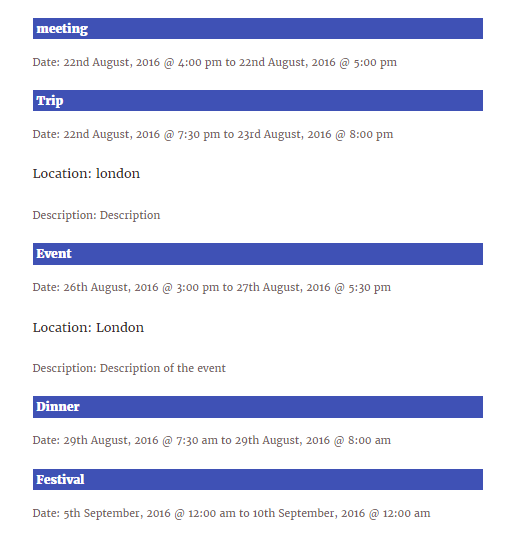 meeting
Date: 22nd August, 2016 @ 4:00 pm to 22nd August, 2016 @ 5:00 pm
Trip
Date: 22nd August, 2016 @ 7:30 pm to 23rd August, 2016 @ 8:00 pm
Location: london
Description: Description
Event
Date: 26th August, 2016 @ 3:00 pm to 27th August, 2016 @ 5:30 pm
Location: London
Description: Description of the event
Dinner
Date: 29th August, 2016 @ 7:30 am to 29th August, 2016 @ 8:00 am
Festival
Date: 5th September, 2016 @ 12:00 am to 10th September, 2016 @ 12:00 am